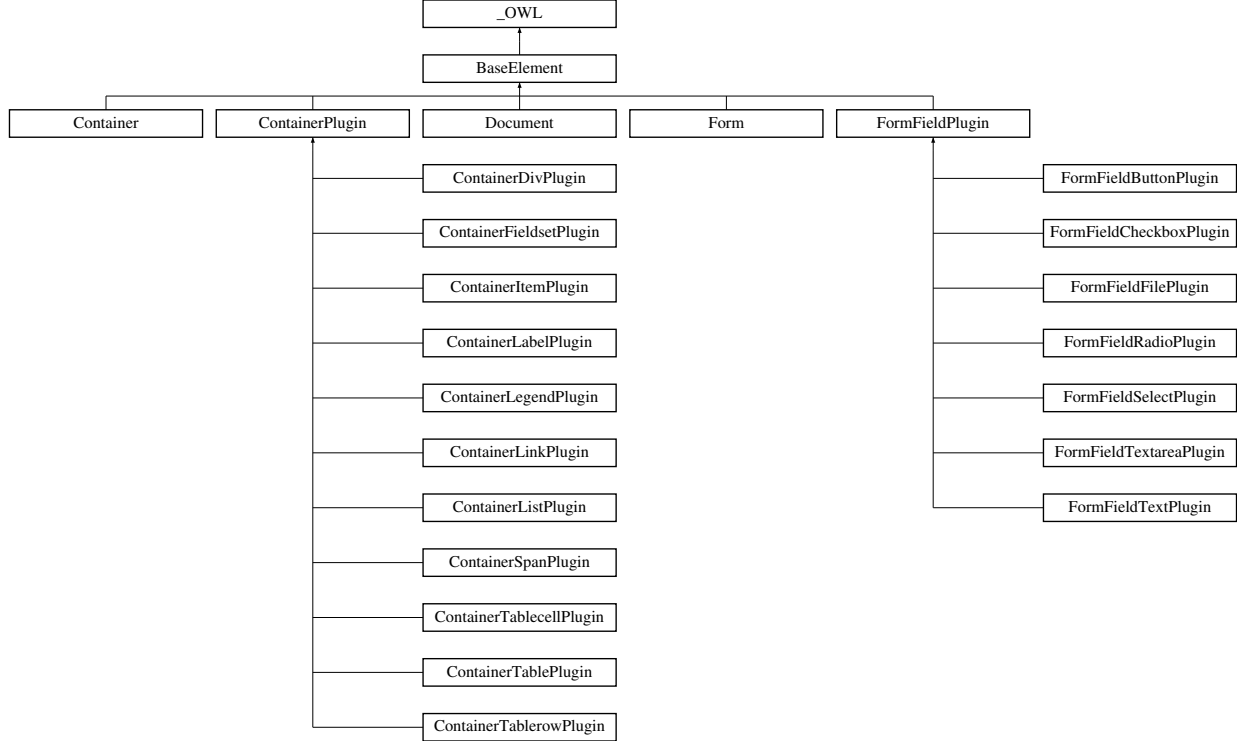 _OWL
BaseElement
Container
ContainerPlugin
Document
Form
FormFieldPlugin
ContainerDivPlugin
FormFieldButtonPlugin
ContainerFieldsetPlugin
FormFieldCheckboxPlugin
ContainerItemPlugin
FormFieldFilePlugin
ContainerLabelPlugin
FormFieldRadioPlugin
ContainerLegendPlugin
FormFieldSelectPlugin
ContainerLinkPlugin
FormFieldTextareaPlugin
ContainerListPlugin
FormFieldTextPlugin
ContainerSpanPlugin
ContainerTablecellPlugin
ContainerTablePlugin
ContainerTablerowPlugin